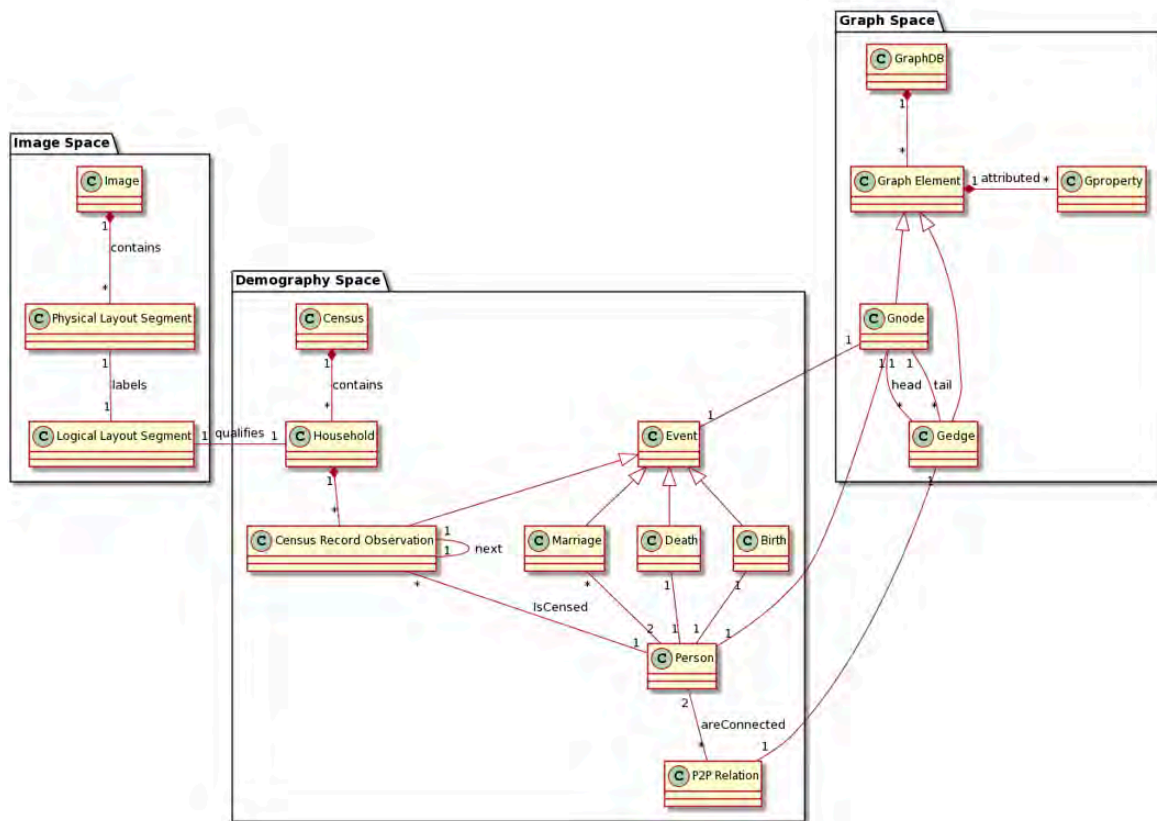 Graph Space
C GraphDB
1
*
C Graph Element
1 attributed *
C Gproperty
Image Space
C Image
1
contains
*
C Physical Layout Segment
1
labels
1
C Logical Layout Segment
1 qualifies 1
Demography Space
C Census
1
contains
*
C Household
1
*
C Census Record Observation
1
1
next
*
IsCensed
1
C Event
1
1
C Marriage
*
2
C Death
1
1
C Birth
1
1
C Person
1
2
areConnected
*
C P2P Relation
1
C Gnode
1
1
1
head
tail
*
*
C Gedge
1